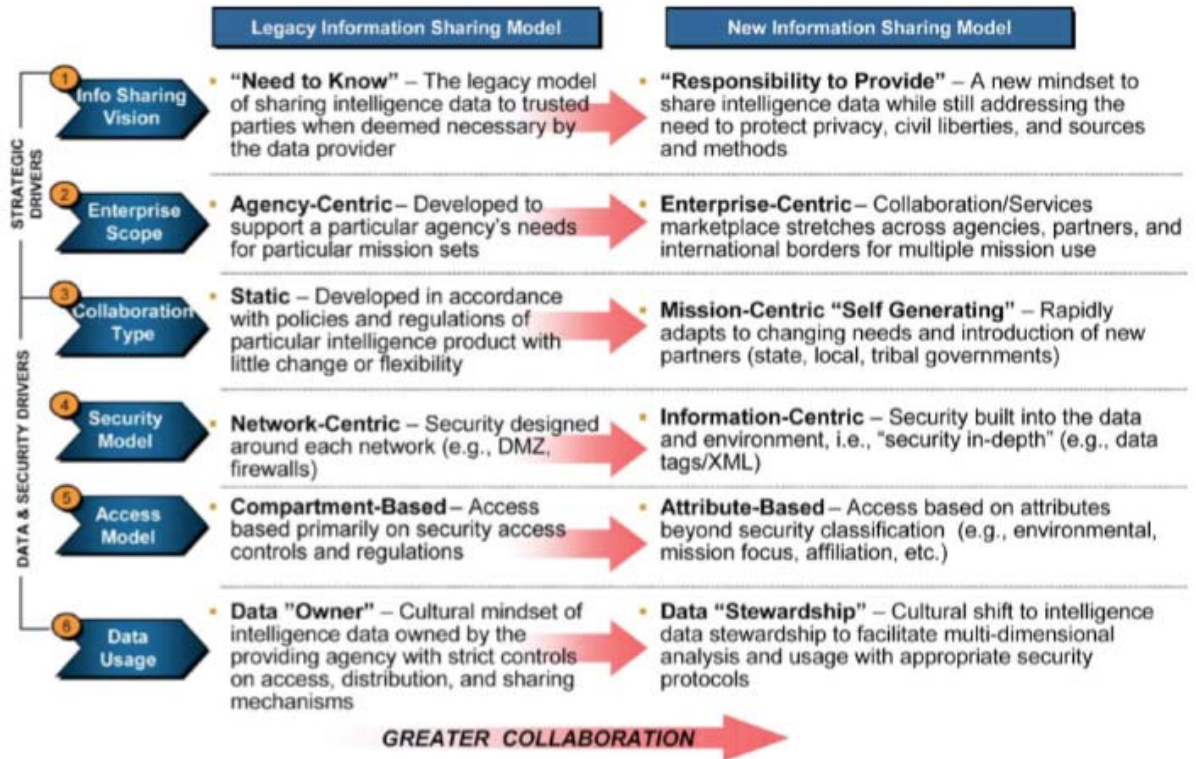 Legacy Information Sharing Model
New Information Sharing Model
STRATEGIC
DRIVERS
DATA & SECURITY DRIVERS
1
Info Sharing
Vision
▪ “Need to Know” – The legacy model
of sharing intelligence data to trusted
parties when deemed necessary by
the data provider
▪ “Responsibility to Provide” – A new mindset to
share intelligence data while still addressing the
need to protect privacy, civil liberties, and sources
and methods
2
Enterprise
Scope
▪ Agency-Centric – Developed to
support a particular agency’s needs
for particular mission sets
▪ Enterprise-Centric – Collaboration/Services
marketplace stretches across agencies, partners, and
international borders for multiple mission use
3
Collaboration
Type
▪ Static – Developed in accordance
with policies and regulations of
particular intelligence product with
little change or flexibility
▪ Mission-Centric “Self Generating” – Rapidly
adapts to changing needs and introduction of new
partners (state, local, tribal governments)
4
Security
Model
▪ Network-Centric – Security designed
around each network (e.g., DMZ,
firewalls)
▪ Information-Centric – Security built into the data
and environment, i.e., “security in-depth” (e.g., data
tags/XML)
5
Access
Model
▪ Compartment-Based – Access
based primarily on security access
controls and regulations
▪ Attribute-Based – Access based on attributes
beyond security classification (e.g., environmental,
mission focus, affiliation, etc.)
6
Data
Usage
▪ Data ”Owner” – Cultural mindset of
intelligence data owned by the
providing agency with strict controls
on access, distribution, and sharing
mechanisms
▪ Data “Stewardship” – Cultural shift to intelligence
data stewardship to facilitate multi-dimensional
analysis and usage with appropriate security
protocols
GREATER COLLABORATION